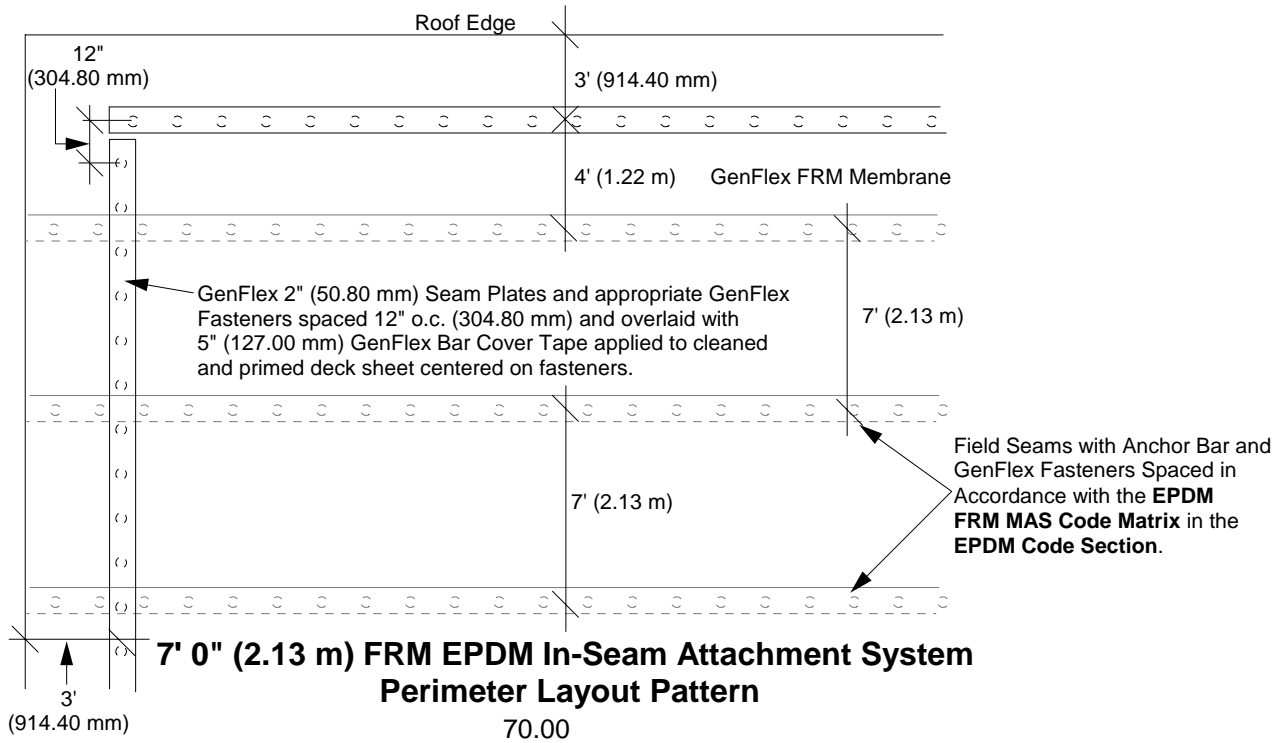 Roof Edge
12"
(304.80 mm)
3' (914.40 mm)
4' (1.22 m)
GenFlex FRM Membrane
GenFlex 2" (50.80 mm) Seam Plates and appropriate GenFlex
Fasteners spaced 12" o.c. (304.80 mm) and overlaid with
5" (127.00 mm) GenFlex Bar Cover Tape applied to cleaned
and primed deck sheet centered on fasteners.
7' (2.13 m)
7' (2.13 m)
Field Seams with Anchor Bar and
GenFlex Fasteners Spaced in
Accordance with the EPDM
FRM MAS Code Matrix in the
EPDM Code Section.
3'
(914.40 mm)
7' 0" (2.13 m) FRM EPDM In-Seam Attachment System
Perimeter Layout Pattern
70.00